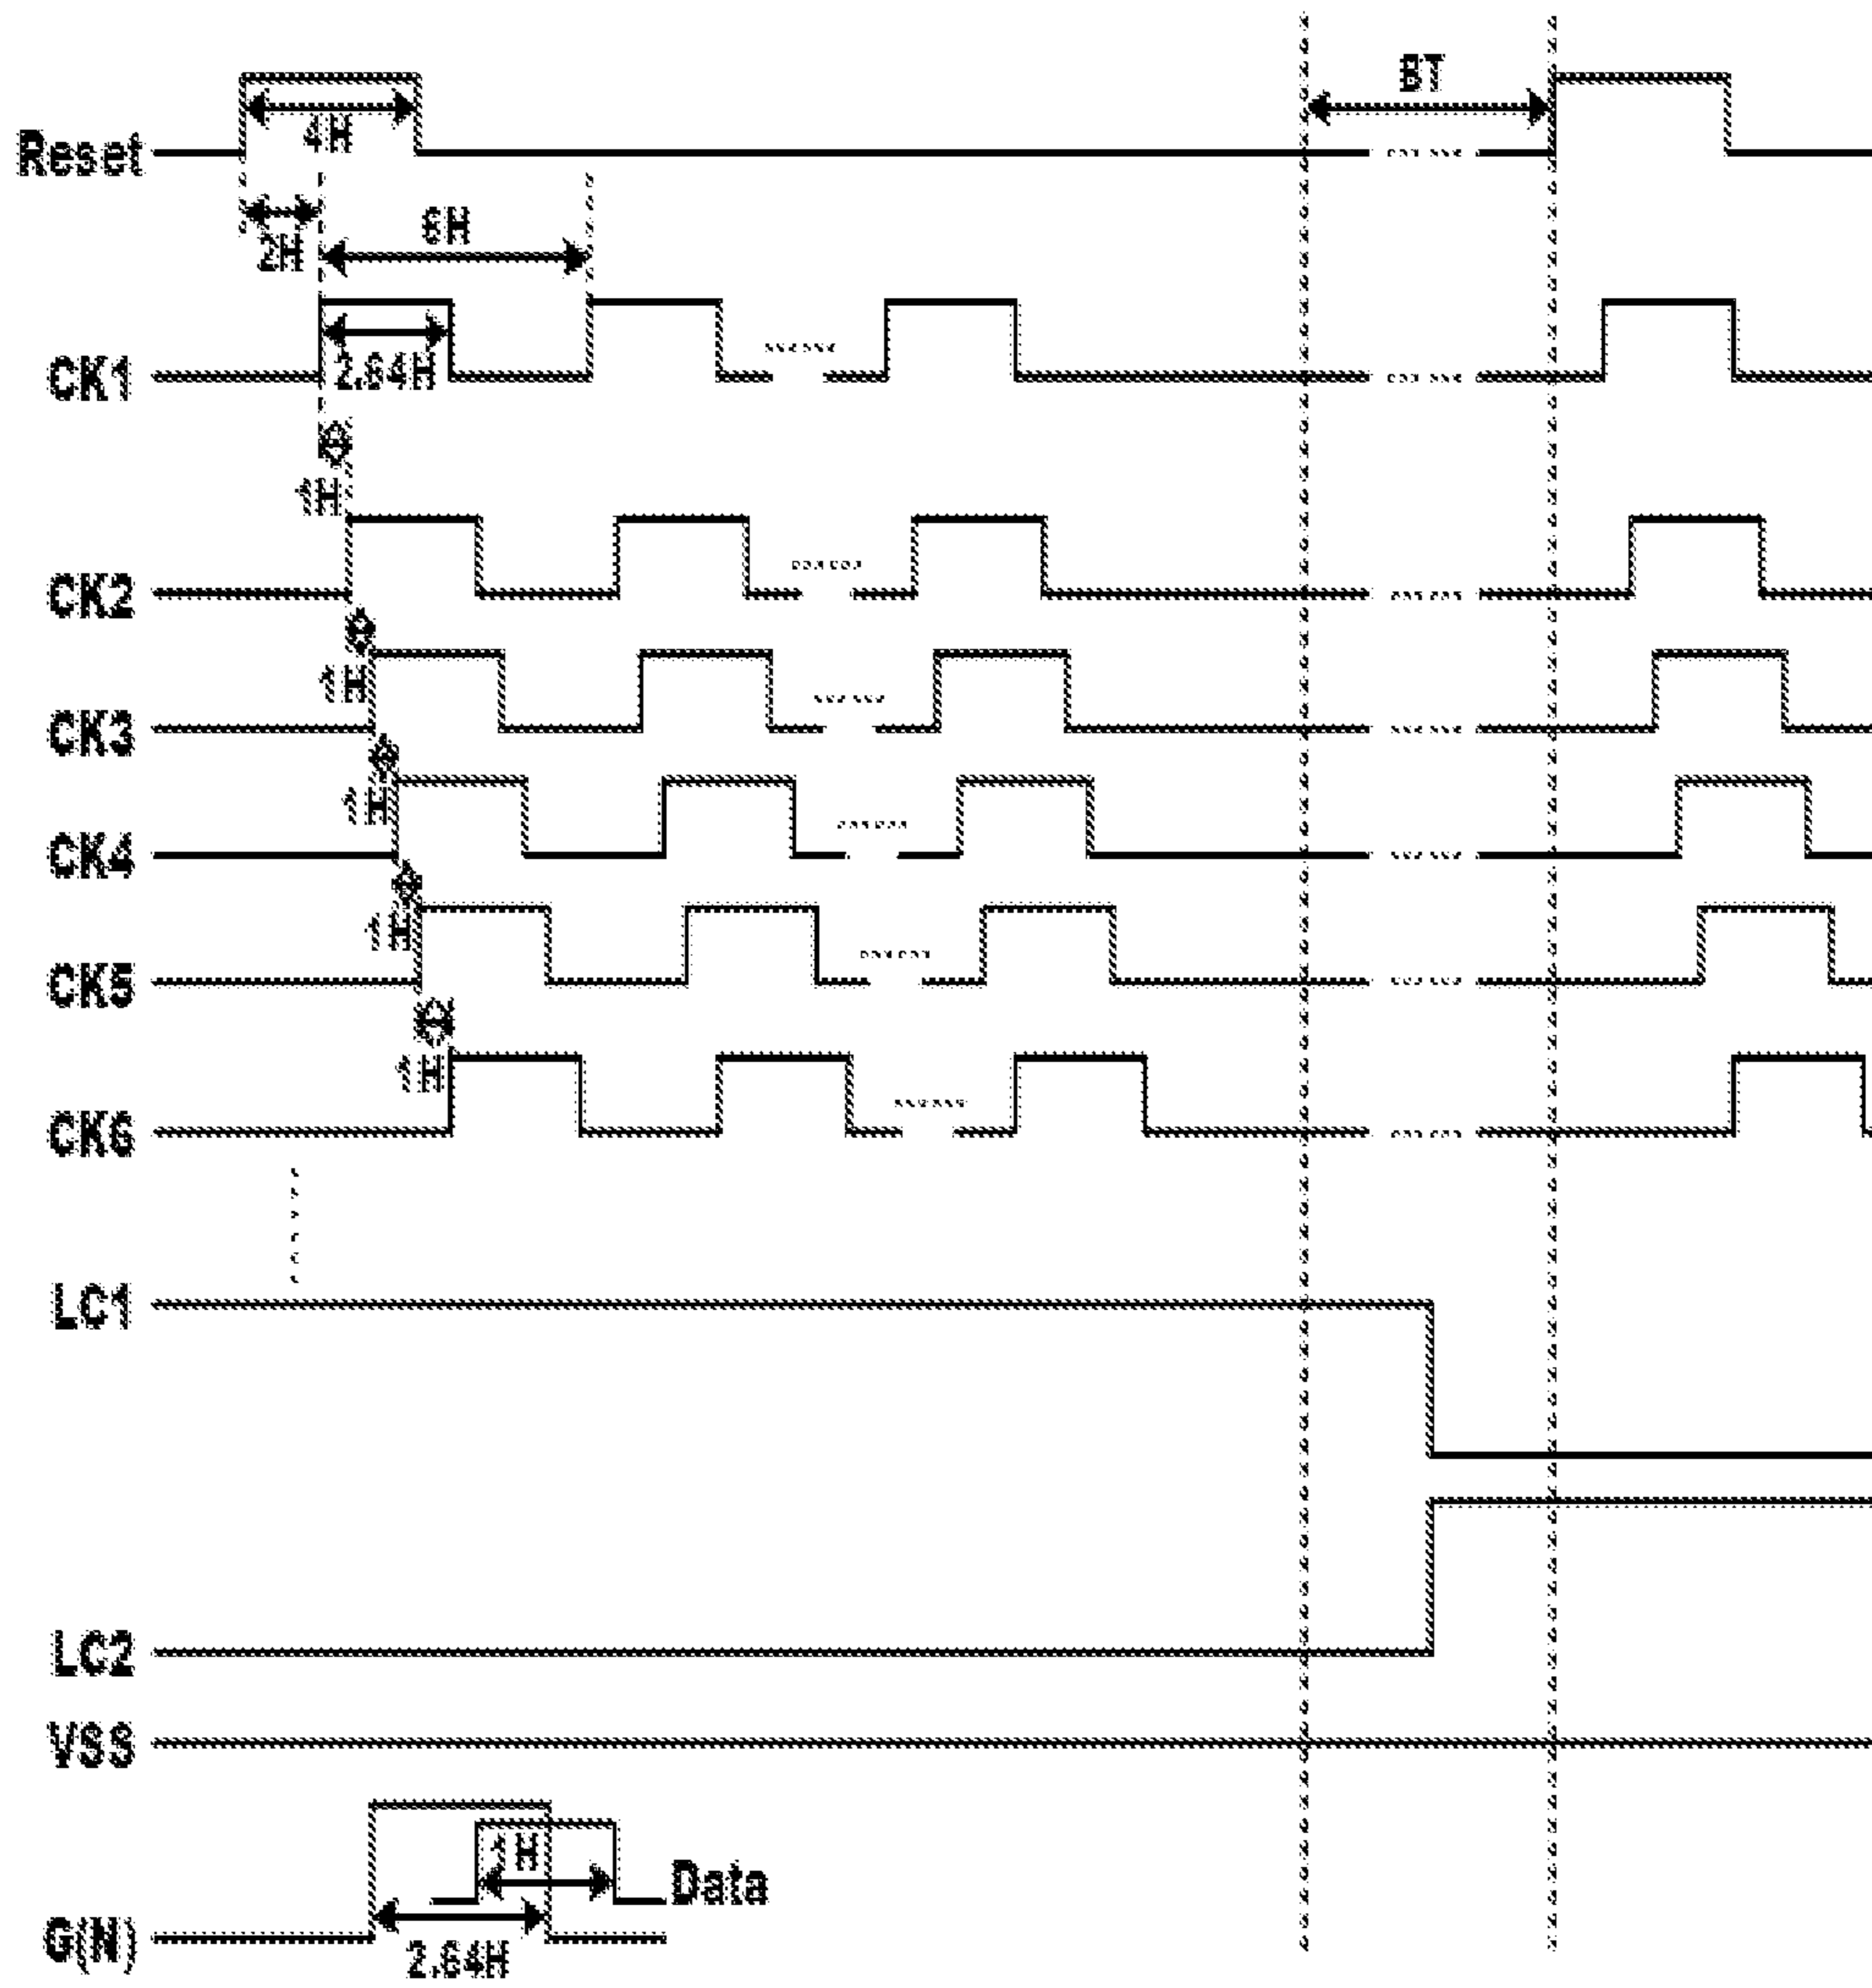 BT
4H
Reset
6H
2H
2.64H
CK1
1H
CK2
1H
CK3
1H
CK4
1H
CK5
1H
CK6
LC1
LC2
VSS
1H
Data
G(N)
2.64H